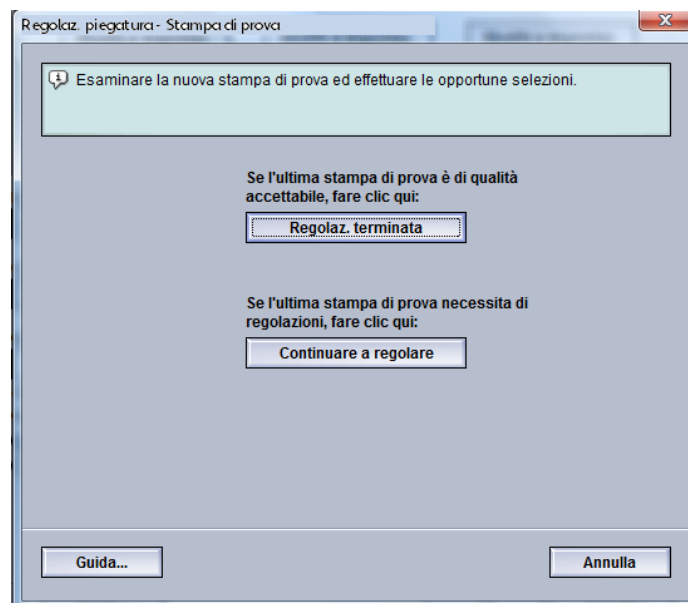 Regolaz. piegatura - Stampa di prova
Esaminare la nuova stampa di prova ed effettuare le opportune selezioni.
Se l'ultima stampa di prova è di qualità
accettabile, fare clic qui:
Regolaz. terminata
Se l'ultima stampa di prova necessita di
regolazioni, fare clic qui:
Continuare a regolare
Guida...
Annulla